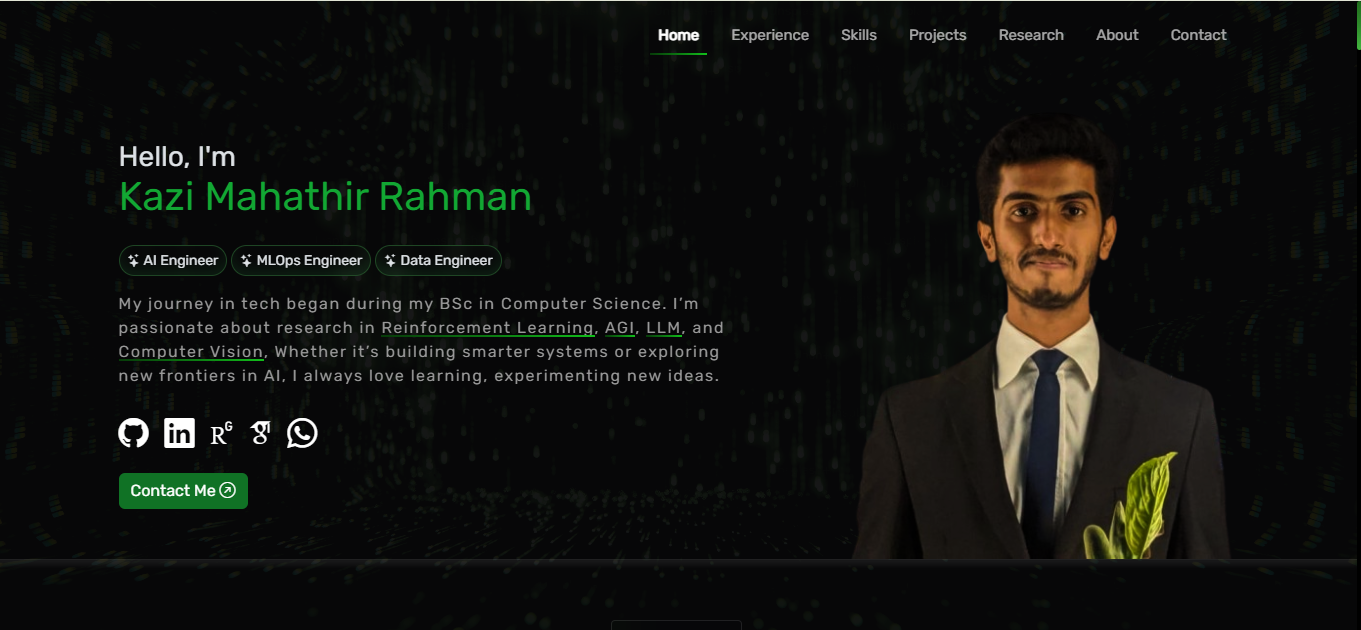 Home Experience Skills Projects Research About Contact
Hello, I'm
Kazi Mahathir Rahman
AI Engineer MLOps Engineer Data Engineer
My journey in tech began during my BSc in Computer Science. I'm
passionate about research in Reinforcement Learning, AGI, LLM, and
Computer Vision, Whether it's building smarter systems or exploring
new frontiers in AI, I always love learning, experimenting new ideas.
in RG
Contact Me